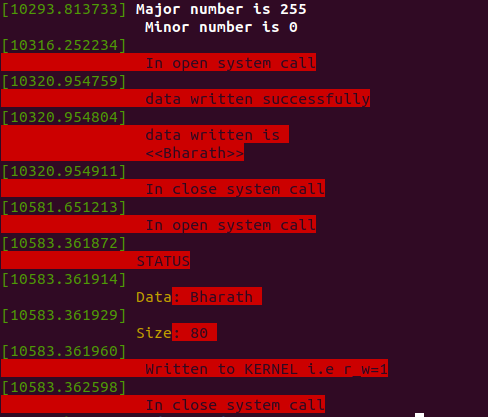 [10293.813733] Major number is 255
Minor number is 0
[10316.252234]
In open system call
[10320.954759]
data written successfully
[10320.954804]
data written is
<<Bharath>>
[10320.954911]
In close system call
[10581.651213]
In open system call
[10583.361872]
STATUS
[10583.361914]
Data: Bharath
[10583.361929]
Size: 80
[10583.361960]
Written to KERNEL i.e r_w=1
[10583.362598]
In close system call